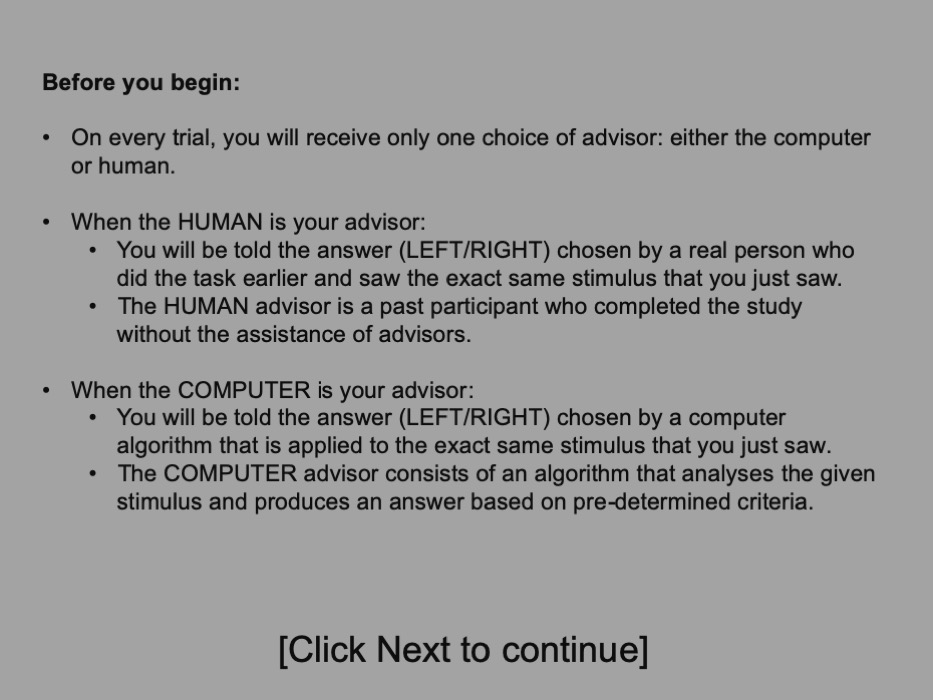 Before you begin:
• On every trial, you will receive only one choice of advisor: either the computer
or human.
• When the HUMAN is your advisor:
• You will be told the answer (LEFT/RIGHT) chosen by a real person who
did the task earlier and saw the exact same stimulus that you just saw.
• The HUMAN advisor is a past participant who completed the study
without the assistance of advisors.
• When the COMPUTER is your advisor:
• You will be told the answer (LEFT/RIGHT) chosen by a computer
algorithm that is applied to the exact same stimulus that you just saw.
• The COMPUTER advisor consists of an algorithm that analyses the given
stimulus and produces an answer based on pre-determined criteria.
[Click Next to continue]